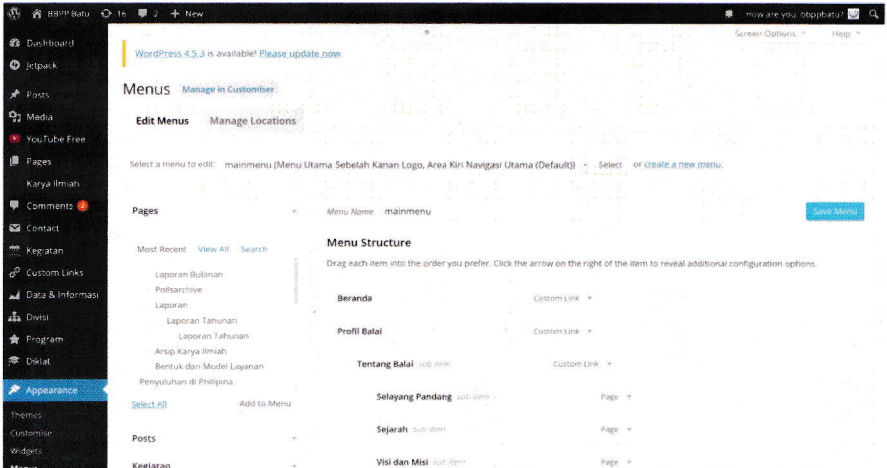 BBPP Batu 16 2 + New
How are you, bbppbatu?
Screen Options Help
Dashboard
Jetpack
Posts
Media
YouTube Free
Pages
Karya Ilmiah
Comments
Contact
Kegiatan
Custom Links
Data & Informasi
Divisi
Program
Diklat
Appearance
Themes
Customise
Widgets
Menus
WordPress 4.5.3 is available! Please update now.
Menus Manage in Customiser
Edit Menus Manage Locations
Select a menu to edit: mainmenu (Menu Utama Sebelah Kanan Logo, Area Kiri Navigasi Utama (Default)) Select or create a new menu.
Pages
Most Recent View All Search
Laporan Bulanan
Pollsarchive
Laporan
Laporan Tahunan
Laporan Tahunan
Arsip Karya Ilmiah
Bentuk dan Model Layanan
Penyuluhan di Philipina
Select All Add to Menu
Posts
Kegiatan
Menu Name mainmenu
Save Menu
Menu Structure
Drag each item into the order you prefer. Click the arrow on the right of the item to reveal additional configuration options.
Beranda Custom Link
Profil Balai Custom Link
Tentang Balai sub item Custom Link
Selayang Pandang sub item Page
Sejarah sub item Page
Visi dan Misi sub item Page